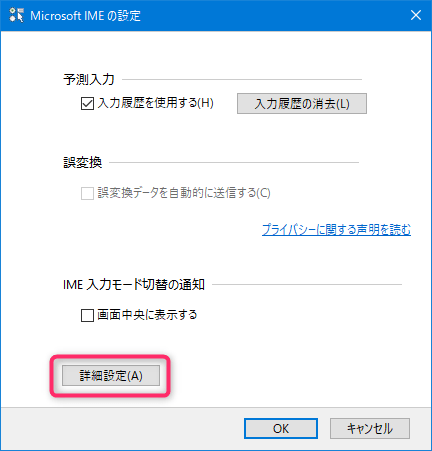 Microsoft IME の設定
予測入力
入力履歴を使用する(H)
入力履歴の消去(L)
誤変換
誤変換データを自動的に送信する(C)
プライバシーに関する声明を読む
IME 入力モード切替の通知
画面中央に表示する
詳細設定(A)
OK
キャンセル